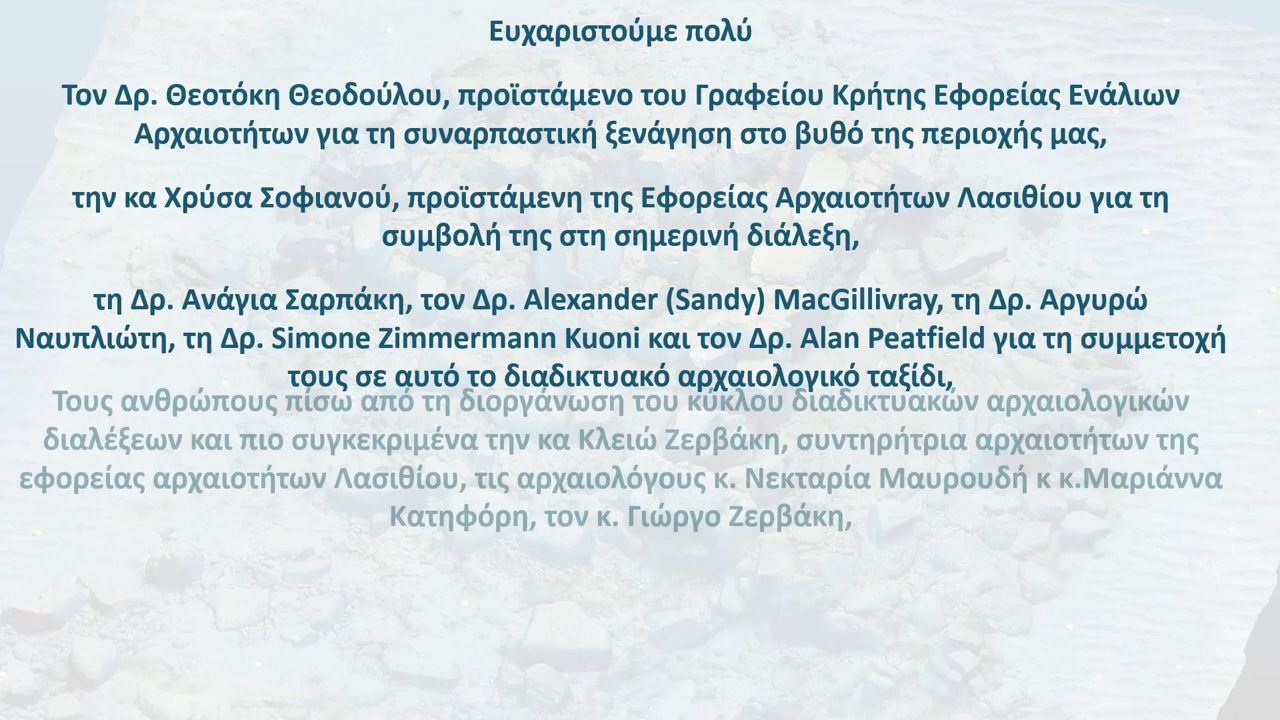 Ευχαριστούμε πολύ
Τον Δρ. Θεοτόκη Θεοδούλου, προϊστάμενο του Γραφείου Κρήτης Εφορείας Ενάλιων
Αρχαιοτήτων για τη συναρπαστική ξενάγηση στο βυθό της περιοχής μας,
την κα Χρύσα Σοφιανού, προϊστάμενη της Εφορείας Αρχαιοτήτων Λασιθίου για τη
συμβολή της στη σημερινή διάλεξη,
τη Δρ. Ανάγια Σαρπάκη, τον Δρ. Alexander (Sandy) MacGillivray, τη Δρ. Αργυρώ
Ναυπλιώτη, τη Δρ. Simone Zimmermann Kuoni και τον Δρ. Alan Peatfield για τη συμμετοχή
τους σε αυτό το διαδικτυακό αρχαιολογικό ταξίδι,
Τους ανθρώπους πίσω από τη διοργάνωση του κύκλου διαδικτυακών αρχαιολογικών
διαλέξεων και πιο συγκεκριμένα την κα Κλειώ Ζερβάκη, συντηρήτρια αρχαιοτήτων της
εφορείας αρχαιοτήτων Λασιθίου, τις αρχαιολόγους κ. Νεκταρία Μαυρουδή κ κ.Μαριάννα
Κατηφόρη, τον κ. Γιώργο Ζερβάκη,